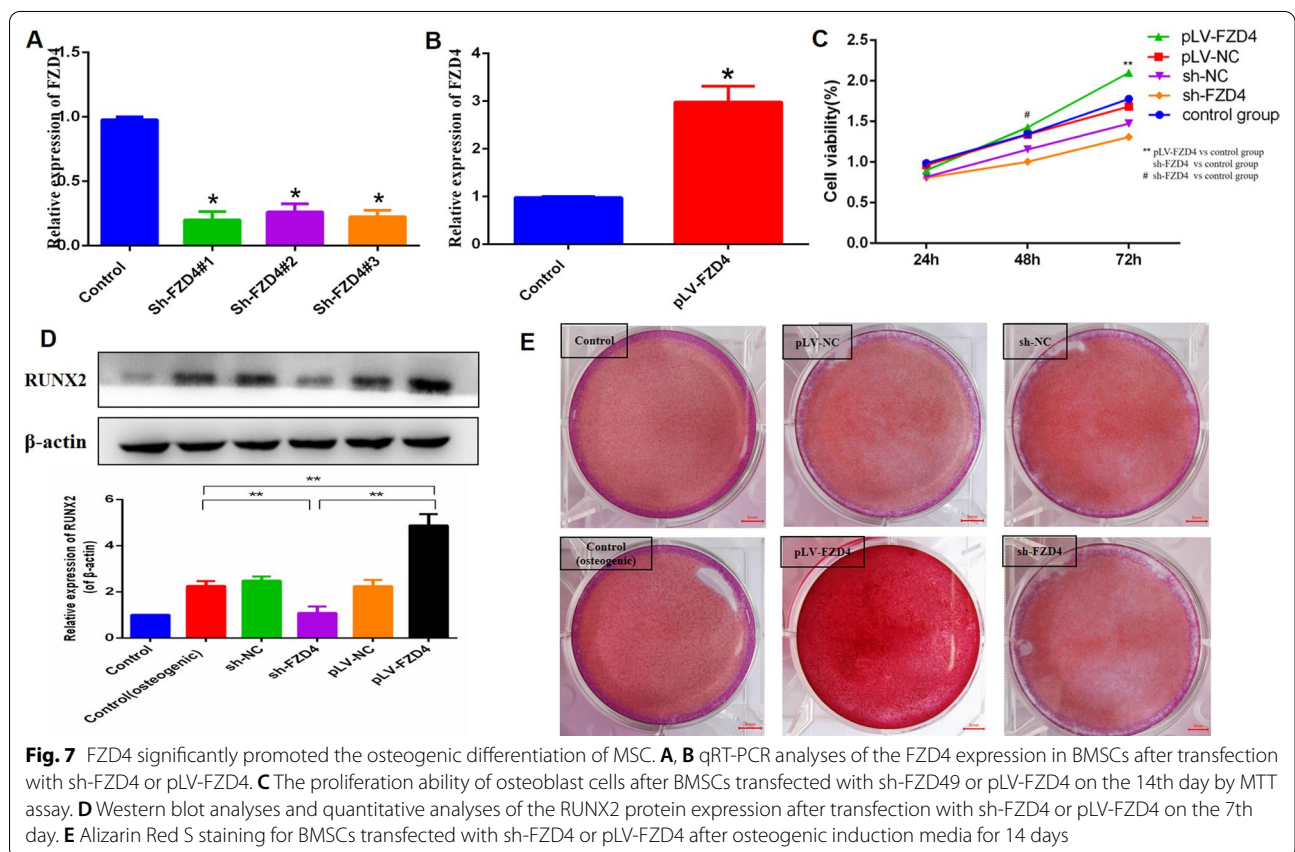 A
Relative expression of FZD4
1.5
1.0
0.5
0.0
*
*
*
Control
Sh-FZD4#1
Sh-FZD4#2
Sh-FZD4#3
B
Relative expression of FZD4
4
3
2
1
0
*
Control
pLV-FZD4
C
Cell viability(%)
2.5
2.0
1.5
1.0
0.5
0.0
#
**
24h
48h
72h
pLV-FZD4
pLV-NC
sh-NC
sh-FZD4
control group
** pLV-FZD4 vs control group
sh-FZD4 vs control group
# sh-FZD4 vs control group
D
RUNX2
β-actin
Relative expression of RUNX2
(of β-actin)
6
4
2
0
**
**
**
Control
Control(osteogenic)
sh-NC
sh-FZD4
pLV-NC
pLV-FZD4
E
Control
pLV-NC
sh-NC
Control
(osteogenic)
pLV-FZD4
sh-FZD4
Fig. 7 FZD4 significantly promoted the osteogenic differentiation of MSC. A, B qRT-PCR analyses of the FZD4 expression in BMSCs after transfection
with sh-FZD4 or pLV-FZD4. C The proliferation ability of osteoblast cells after BMSCs transfected with sh-FZD49 or pLV-FZD4 on the 14th day by MTT
assay. D Western blot analyses and quantitative analyses of the RUNX2 protein expression after transfection with sh-FZD4 or pLV-FZD4 on the 7th
day. E Alizarin Red S staining for BMSCs transfected with sh-FZD4 or pLV-FZD4 after osteogenic induction media for 14 days